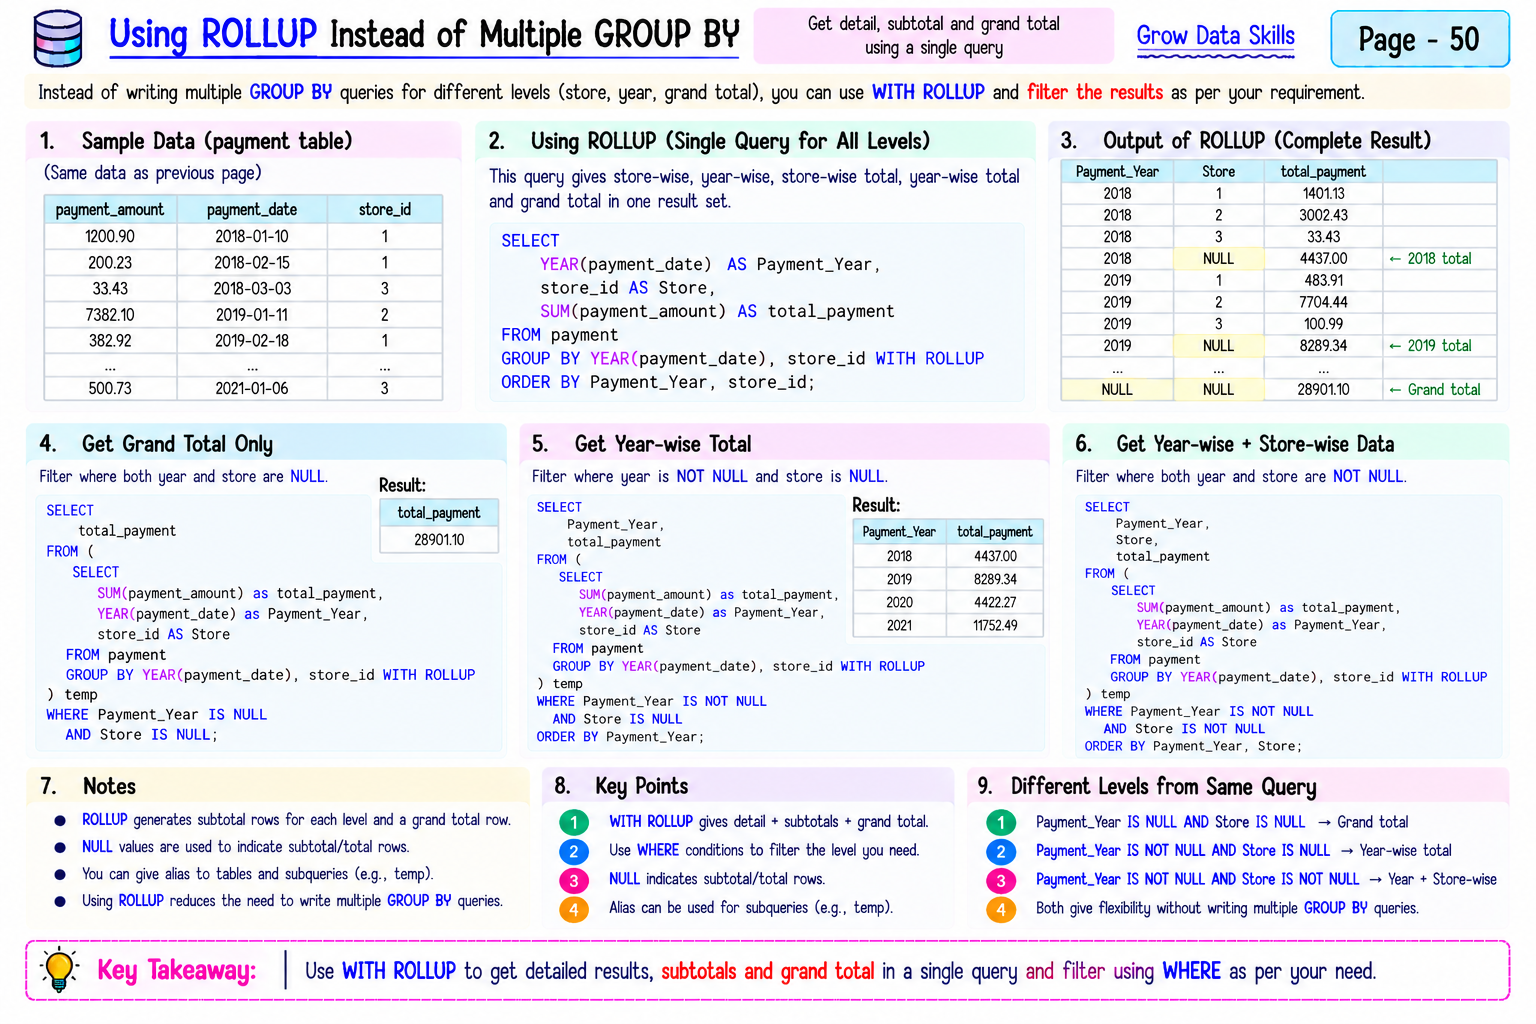 Using ROLLUP Instead of Multiple GROUP BY
Get detail, subtotal and grand total
using a single query
Grow Data Skills
Page - 50
Instead of writing multiple GROUP BY queries for different levels (store, year, grand total), you can use WITH ROLLUP and filter the results as per your requirement.
1. Sample Data (payment table)
(Same data as previous page)
payment_amount payment_date store_id
1200.90 2018-01-10 1
200.23 2018-02-15 1
33.43 2018-03-03 3
7382.10 2019-01-11 2
382.92 2019-02-18 1
... ... ...
500.73 2021-01-06 3
2. Using ROLLUP (Single Query for All Levels)
This query gives store-wise, year-wise, store-wise total, year-wise total
and grand total in one result set.
SELECT
YEAR(payment_date) AS Payment_Year,
store_id AS Store,
SUM(payment_amount) AS total_payment
FROM payment
GROUP BY YEAR(payment_date), store_id WITH ROLLUP
ORDER BY Payment_Year, store_id;
3. Output of ROLLUP (Complete Result)
Payment_Year Store total_payment
2018 1 1401.13
2018 2 3002.43
2018 3 33.43
2018 NULL 4437.00 ← 2018 total
2019 1 483.91
2019 2 7704.44
2019 3 100.99
2019 NULL 8289.34 ← 2019 total
... ... ...
NULL NULL 28901.10 ← Grand total
4. Get Grand Total Only
Filter where both year and store are NULL.
SELECT
total_payment
FROM (
SELECT
SUM(payment_amount) as total_payment,
YEAR(payment_date) as Payment_Year,
store_id AS Store
FROM payment
GROUP BY YEAR(payment_date), store_id WITH ROLLUP
) temp
WHERE Payment_Year IS NULL
AND Store IS NULL;
Result:
total_payment
28901.10
5. Get Year-wise Total
Filter where year is NOT NULL and store is NULL.
SELECT
Payment_Year,
total_payment
FROM (
SELECT
SUM(payment_amount) as total_payment,
YEAR(payment_date) as Payment_Year,
store_id AS Store
FROM payment
GROUP BY YEAR(payment_date), store_id WITH ROLLUP
) temp
WHERE Payment_Year IS NOT NULL
AND Store IS NULL
ORDER BY Payment_Year;
Result:
Payment_Year total_payment
2018 4437.00
2019 8289.34
2020 4422.27
2021 11752.49
6. Get Year-wise + Store-wise Data
Filter where both year and store are NOT NULL.
SELECT
Payment_Year,
Store,
total_payment
FROM (
SELECT
SUM(payment_amount) as total_payment,
YEAR(payment_date) as Payment_Year,
store_id AS Store
FROM payment
GROUP BY YEAR(payment_date), store_id WITH ROLLUP
) temp
WHERE Payment_Year IS NOT NULL
AND Store IS NOT NULL
ORDER BY Payment_Year, Store;
7. Notes
● ROLLUP generates subtotal rows for each level and a grand total row.
● NULL values are used to indicate subtotal/total rows.
● You can give alias to tables and subqueries (e.g., temp).
● Using ROLLUP reduces the need to write multiple GROUP BY queries.
8. Key Points
1 WITH ROLLUP gives detail + subtotals + grand total.
2 Use WHERE conditions to filter the level you need.
3 NULL indicates subtotal/total rows.
4 Alias can be used for subqueries (e.g., temp).
9. Different Levels from Same Query
1 Payment_Year IS NULL AND Store IS NULL → Grand total
2 Payment_Year IS NOT NULL AND Store IS NULL → Year-wise total
3 Payment_Year IS NOT NULL AND Store IS NOT NULL → Year + Store-wise
4 Both give flexibility without writing multiple GROUP BY queries.
Key Takeaway:
Use WITH ROLLUP to get detailed results, subtotals and grand total in a single query and filter using WHERE as per your need.